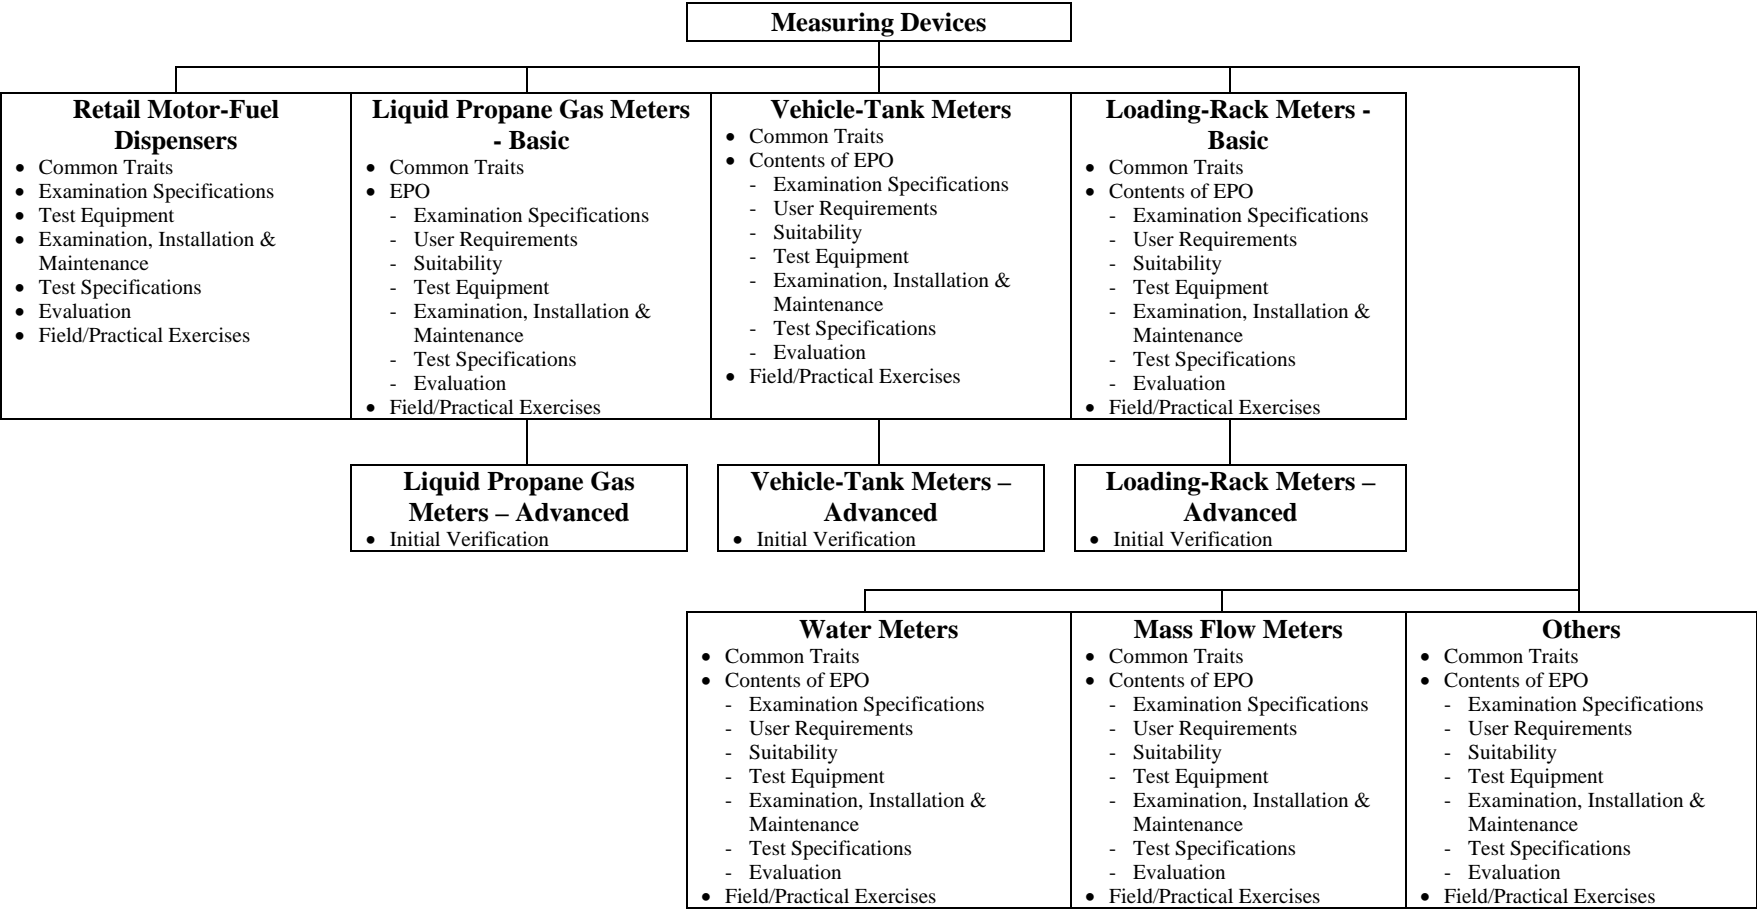 Measuring Devices
Retail Motor-Fuel
Dispensers
• Common Traits
• Examination Specifications
• Test Equipment
• Examination, Installation &
Maintenance
• Test Specifications
• Evaluation
• Field/Practical Exercises
Liquid Propane Gas Meters
- Basic
• Common Traits
• EPO
- Examination Specifications
- User Requirements
- Suitability
- Test Equipment
- Examination, Installation &
Maintenance
- Test Specifications
- Evaluation
• Field/Practical Exercises
Vehicle-Tank Meters
• Common Traits
• Contents of EPO
- Examination Specifications
- User Requirements
- Suitability
- Test Equipment
- Examination, Installation &
Maintenance
- Test Specifications
- Evaluation
• Field/Practical Exercises
Loading-Rack Meters -
Basic
• Common Traits
• Contents of EPO
- Examination Specifications
- User Requirements
- Suitability
- Test Equipment
- Examination, Installation &
Maintenance
- Test Specifications
- Evaluation
• Field/Practical Exercises
Liquid Propane Gas
Meters – Advanced
• Initial Verification
Vehicle-Tank Meters –
Advanced
• Initial Verification
Loading-Rack Meters –
Advanced
• Initial Verification
Water Meters
• Common Traits
• Contents of EPO
- Examination Specifications
- User Requirements
- Suitability
- Test Equipment
- Examination, Installation &
Maintenance
- Test Specifications
- Evaluation
• Field/Practical Exercises
Mass Flow Meters
• Common Traits
• Contents of EPO
- Examination Specifications
- User Requirements
- Suitability
- Test Equipment
- Examination, Installation &
Maintenance
- Test Specifications
- Evaluation
• Field/Practical Exercises
Others
• Common Traits
• Contents of EPO
- Examination Specifications
- User Requirements
- Suitability
- Test Equipment
- Examination, Installation &
Maintenance
- Test Specifications
- Evaluation
• Field/Practical Exercises